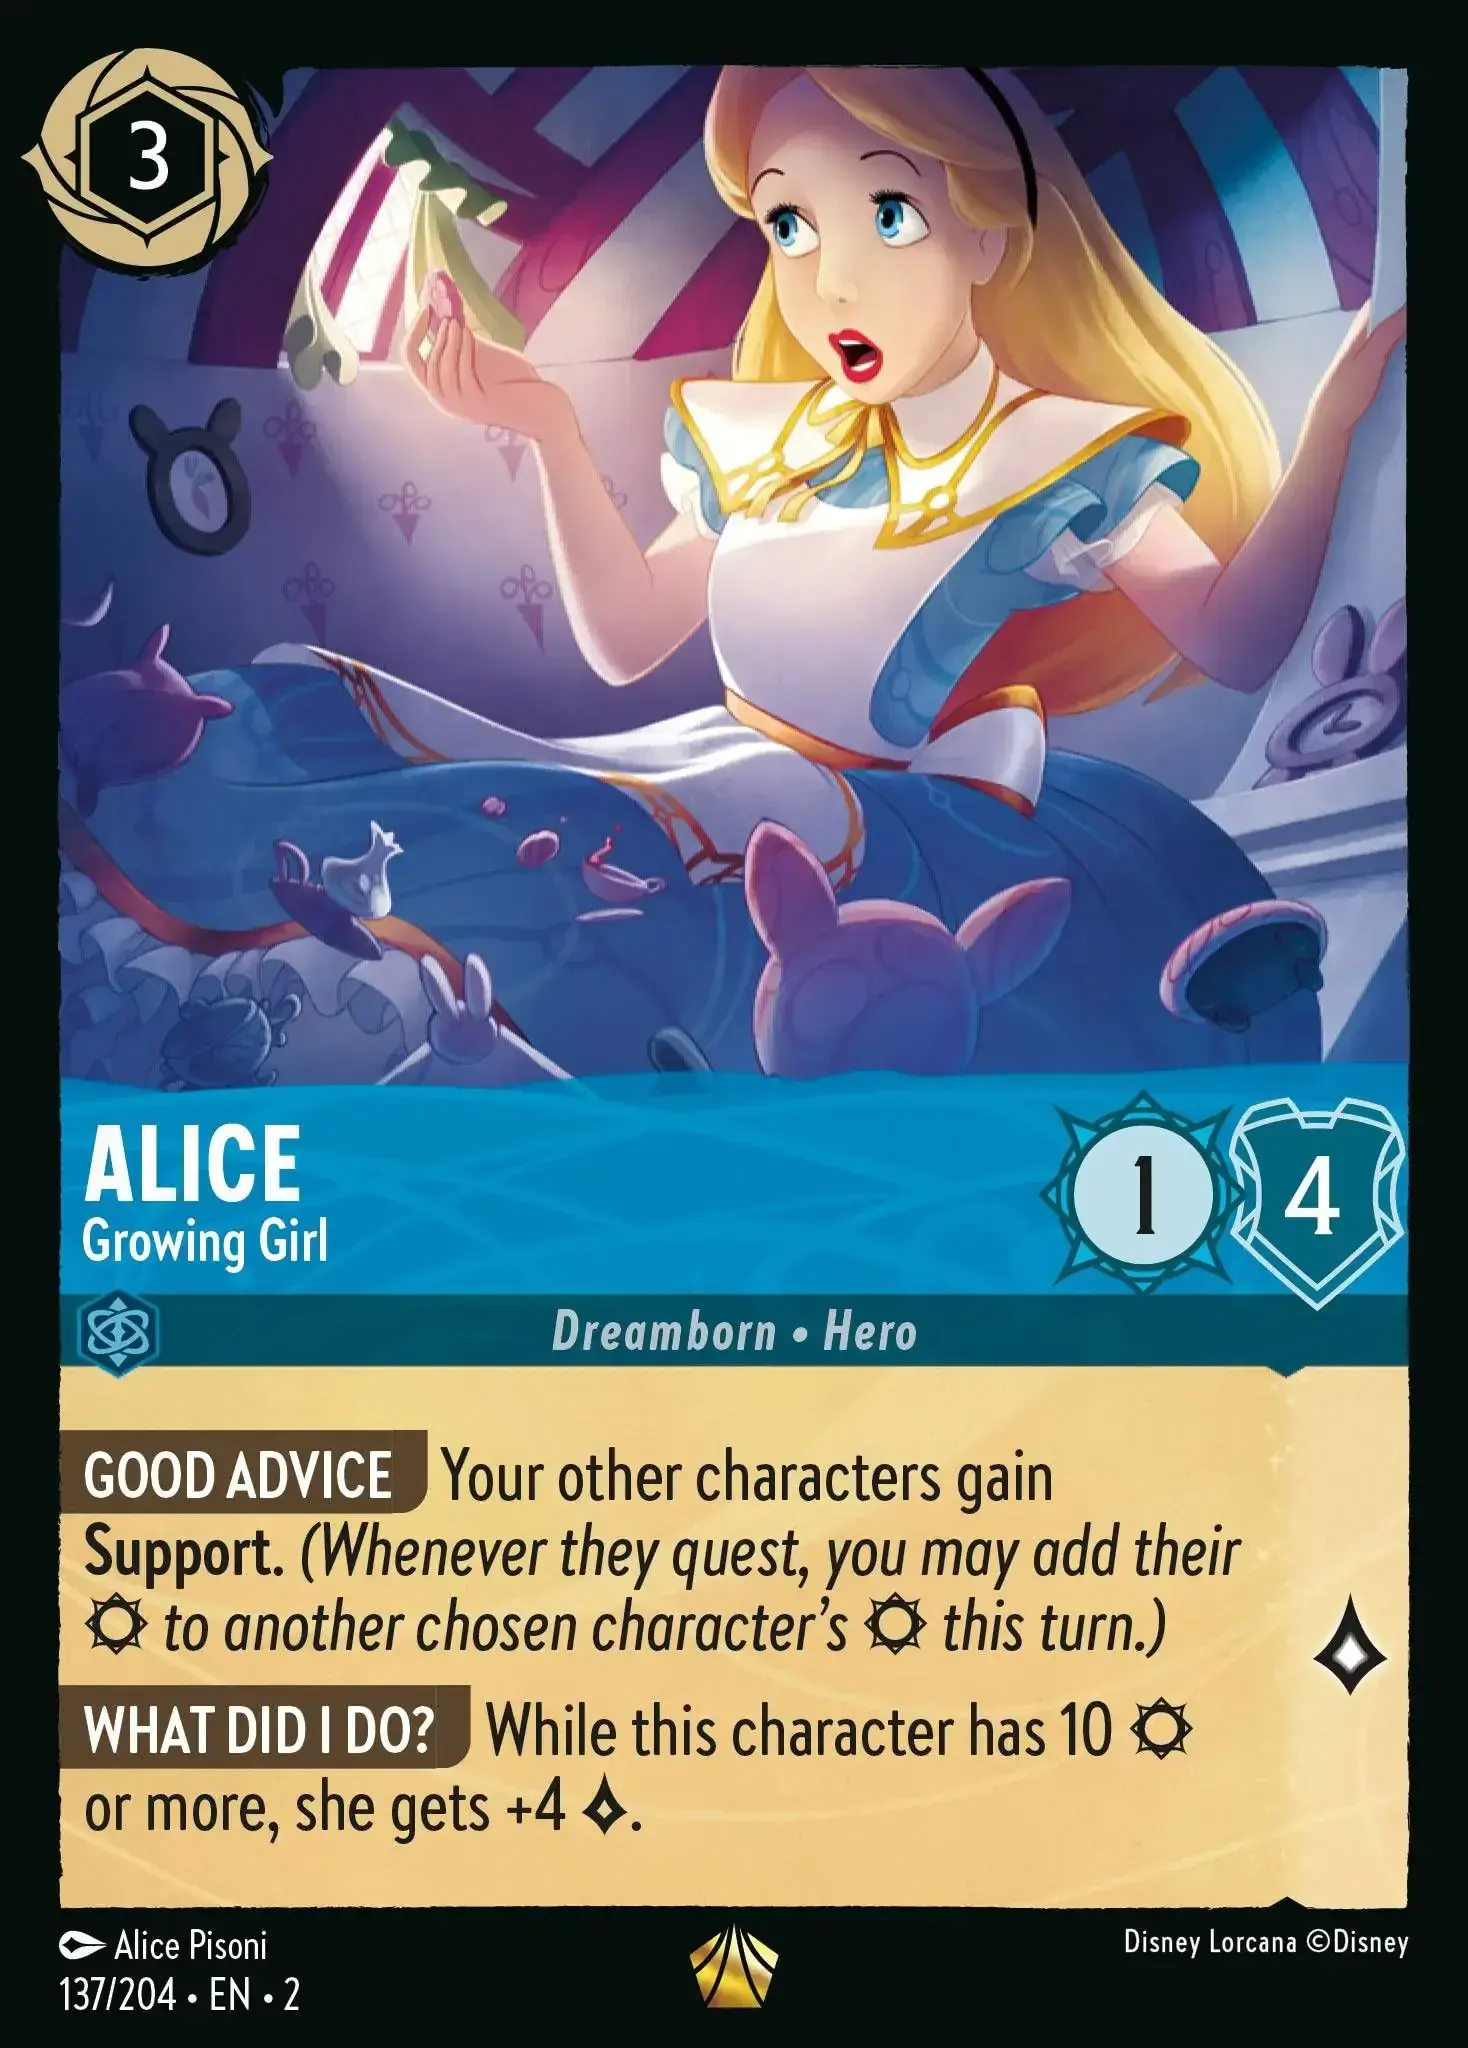 3
ALICE
Growing Girl
1
4
Dreamborn • Hero
GOOD ADVICE Your other characters gain
Support. (Whenever they quest, you may add their
to another chosen character's this turn.)
WHAT DID I DO? While this character has 10
or more, she gets +4 .
Alice Pisoni
137/204 • EN • 2
Disney Lorcana ©Disney